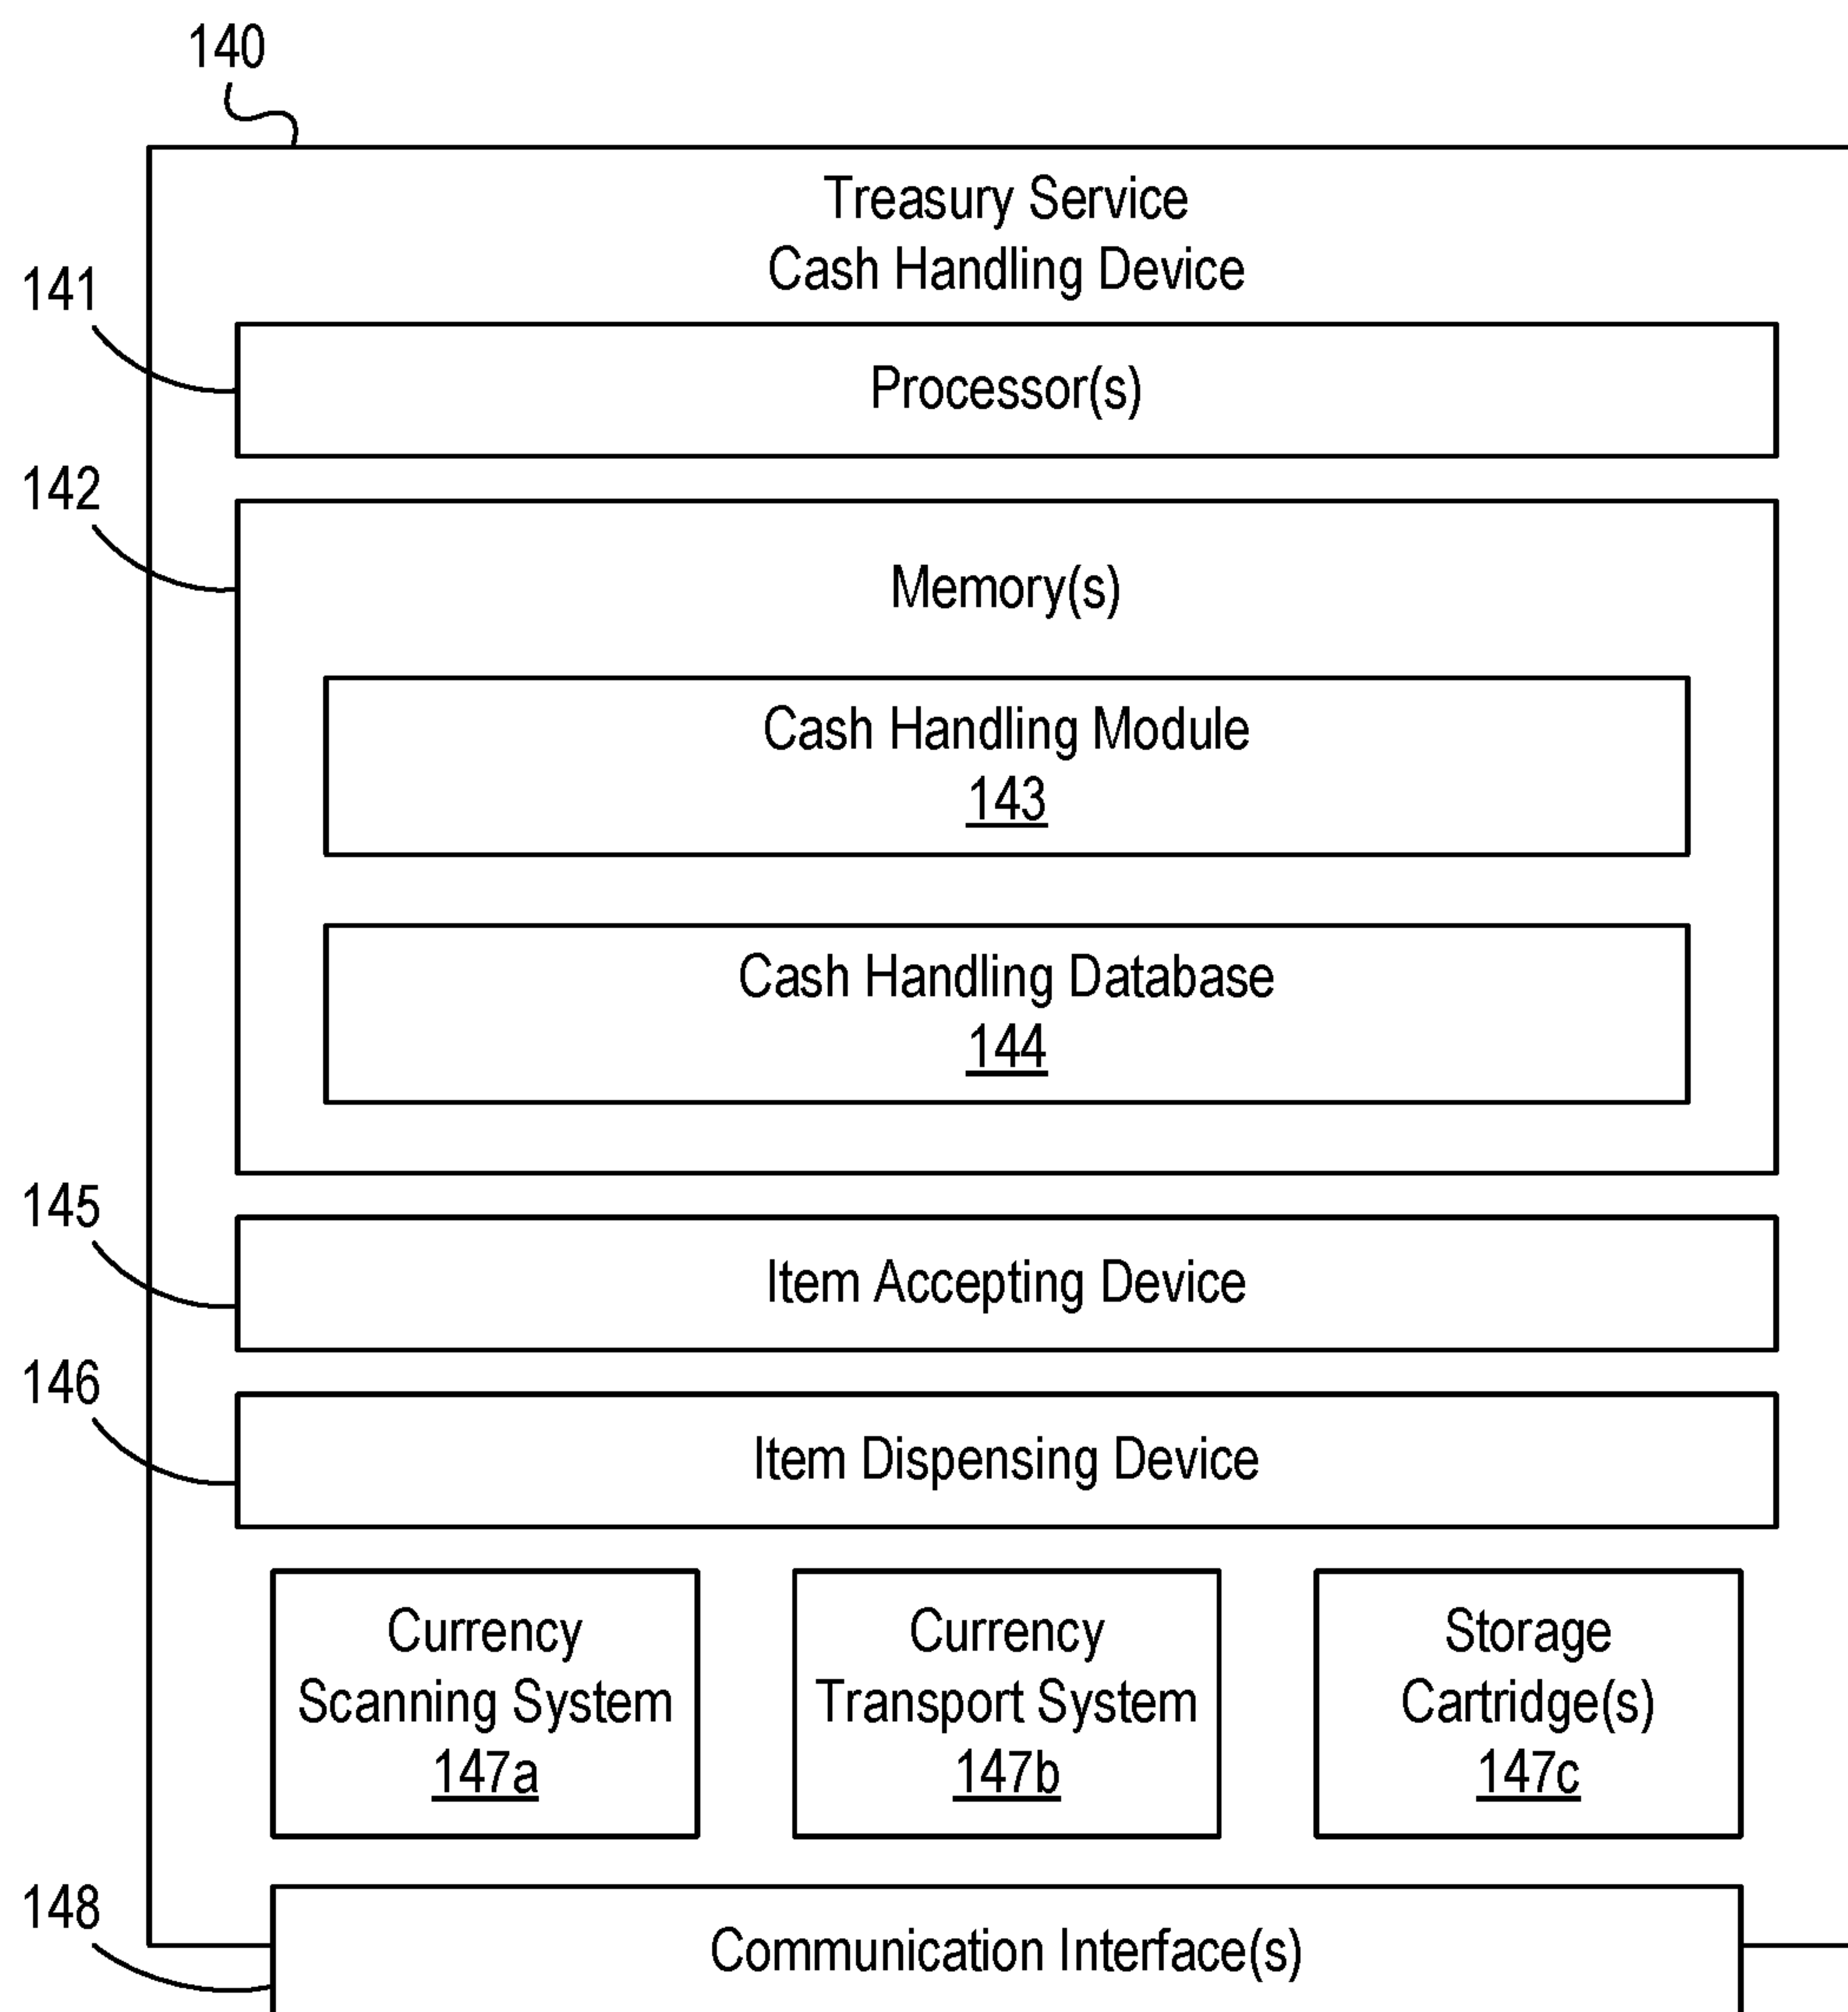 140
Treasury Service
Cash Handling Device
141
Processor(s)
142
Memory(s)
Cash Handling Module
143
Cash Handling Database
144
145
Item Accepting Device
146
Item Dispensing Device
Currency
Scanning System
147a
Currency
Transport System
147b
Storage
Cartridge(s)
147c
148
Communication Interface(s)